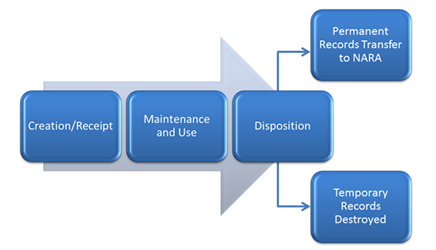 Creation/Receipt
Maintenance
and Use
Disposition
Permanent
Records Transfer
to NARA
Temporary
Records
Destroyed